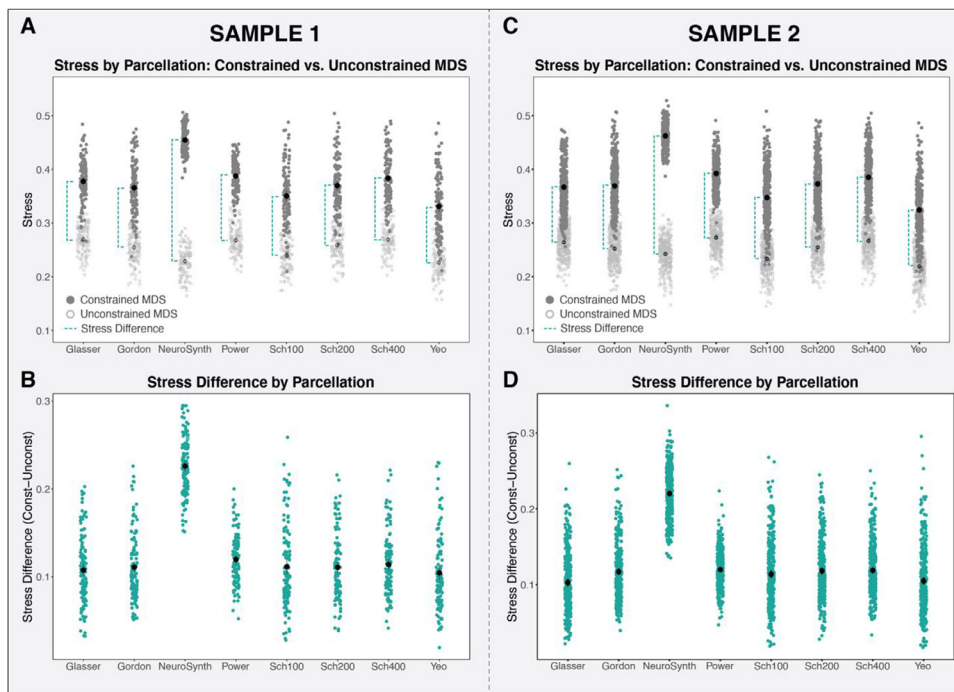 A
SAMPLE 1
Stress by Parcellation: Constrained vs. Unconstrained MDS
Stress
0.5
0.4
0.3
0.2
0.1
Constrained MDS
Unconstrained MDS
Stress Difference
Glasser Gordon NeuroSynth Power Sch100 Sch200 Sch400 Yeo
B
Stress Difference by Parcellation
Stress Difference (Const–Unconst)
0.3
0.2
0.1
Glasser Gordon NeuroSynth Power Sch100 Sch200 Sch400 Yeo
C
SAMPLE 2
Stress by Parcellation: Constrained vs. Unconstrained MDS
Stress
0.5
0.4
0.3
0.2
0.1
Constrained MDS
Unconstrained MDS
Stress Difference
Glasser Gordon NeuroSynth Power Sch100 Sch200 Sch400 Yeo
D
Stress Difference by Parcellation
Stress Difference (Const–Unconst)
0.3
0.2
0.1
Glasser Gordon NeuroSynth Power Sch100 Sch200 Sch400 Yeo